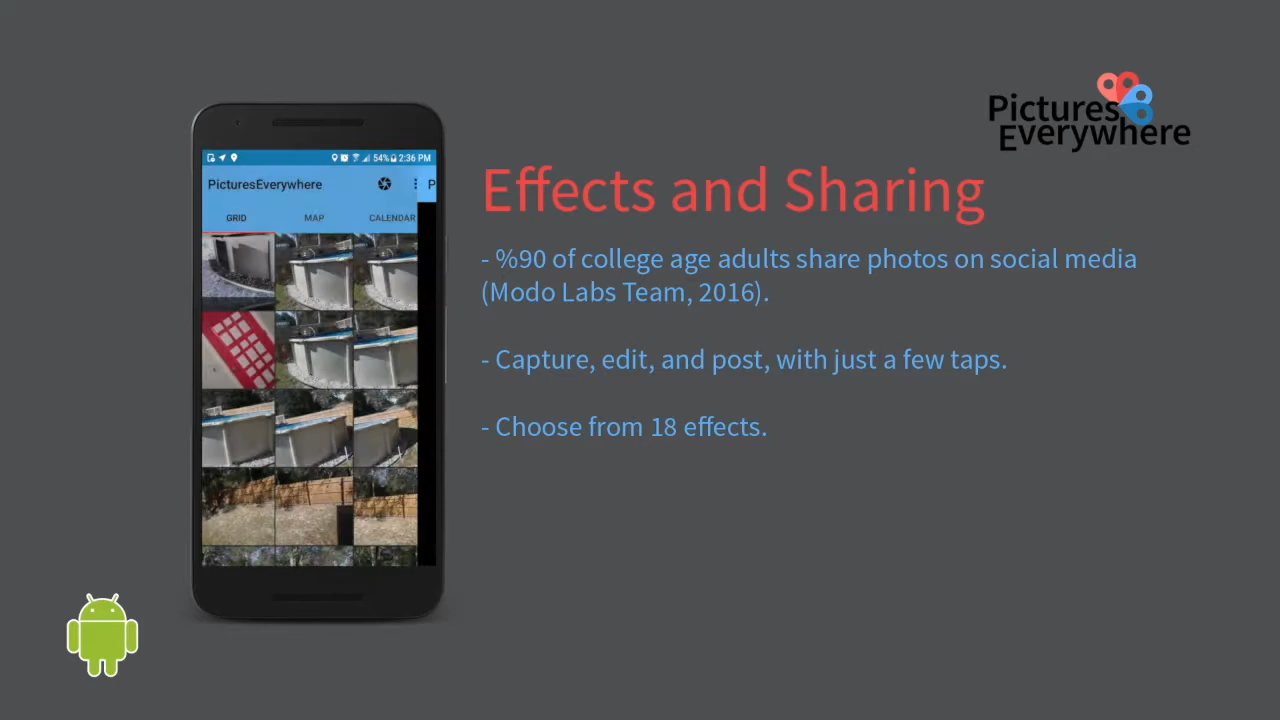 Pictures
Everywhere
Effects and Sharing
- %90 of college age adults share photos on social media
(Modo Labs Team, 2016).
- Capture, edit, and post, with just a few taps.
- Choose from 18 effects.
54% 2:36 PM
PicturesEverywhere
P
GRID MAP CALENDAR